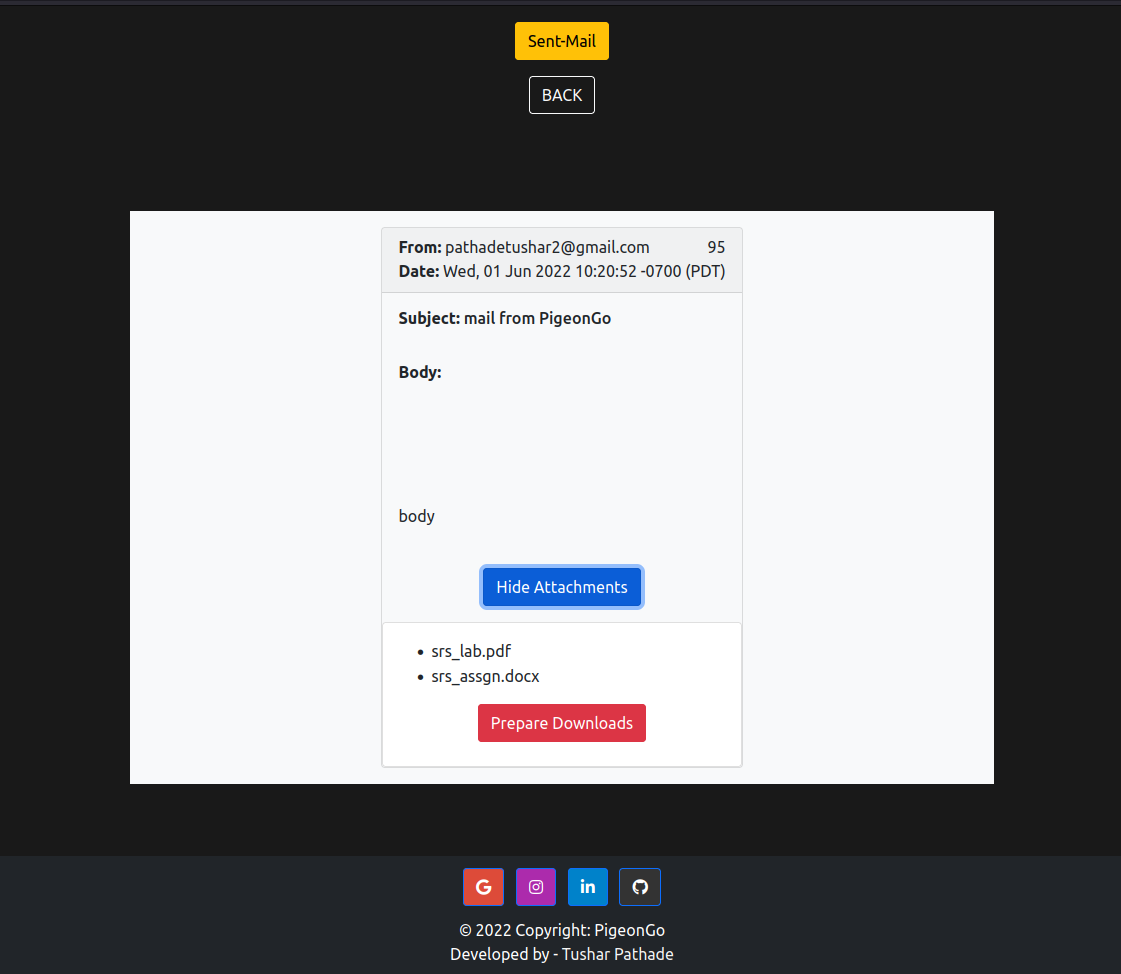 Sent-Mail
BACK
From: pathadetushar2@gmail.com 95
Date: Wed, 01 Jun 2022 10:20:52 -0700 (PDT)
Subject: mail from PigeonGo
Body:
body
Hide Attachments
srs_lab.pdf
srs_assgn.docx
Prepare Downloads
© 2022 Copyright: PigeonGo
Developed by - Tushar Pathade